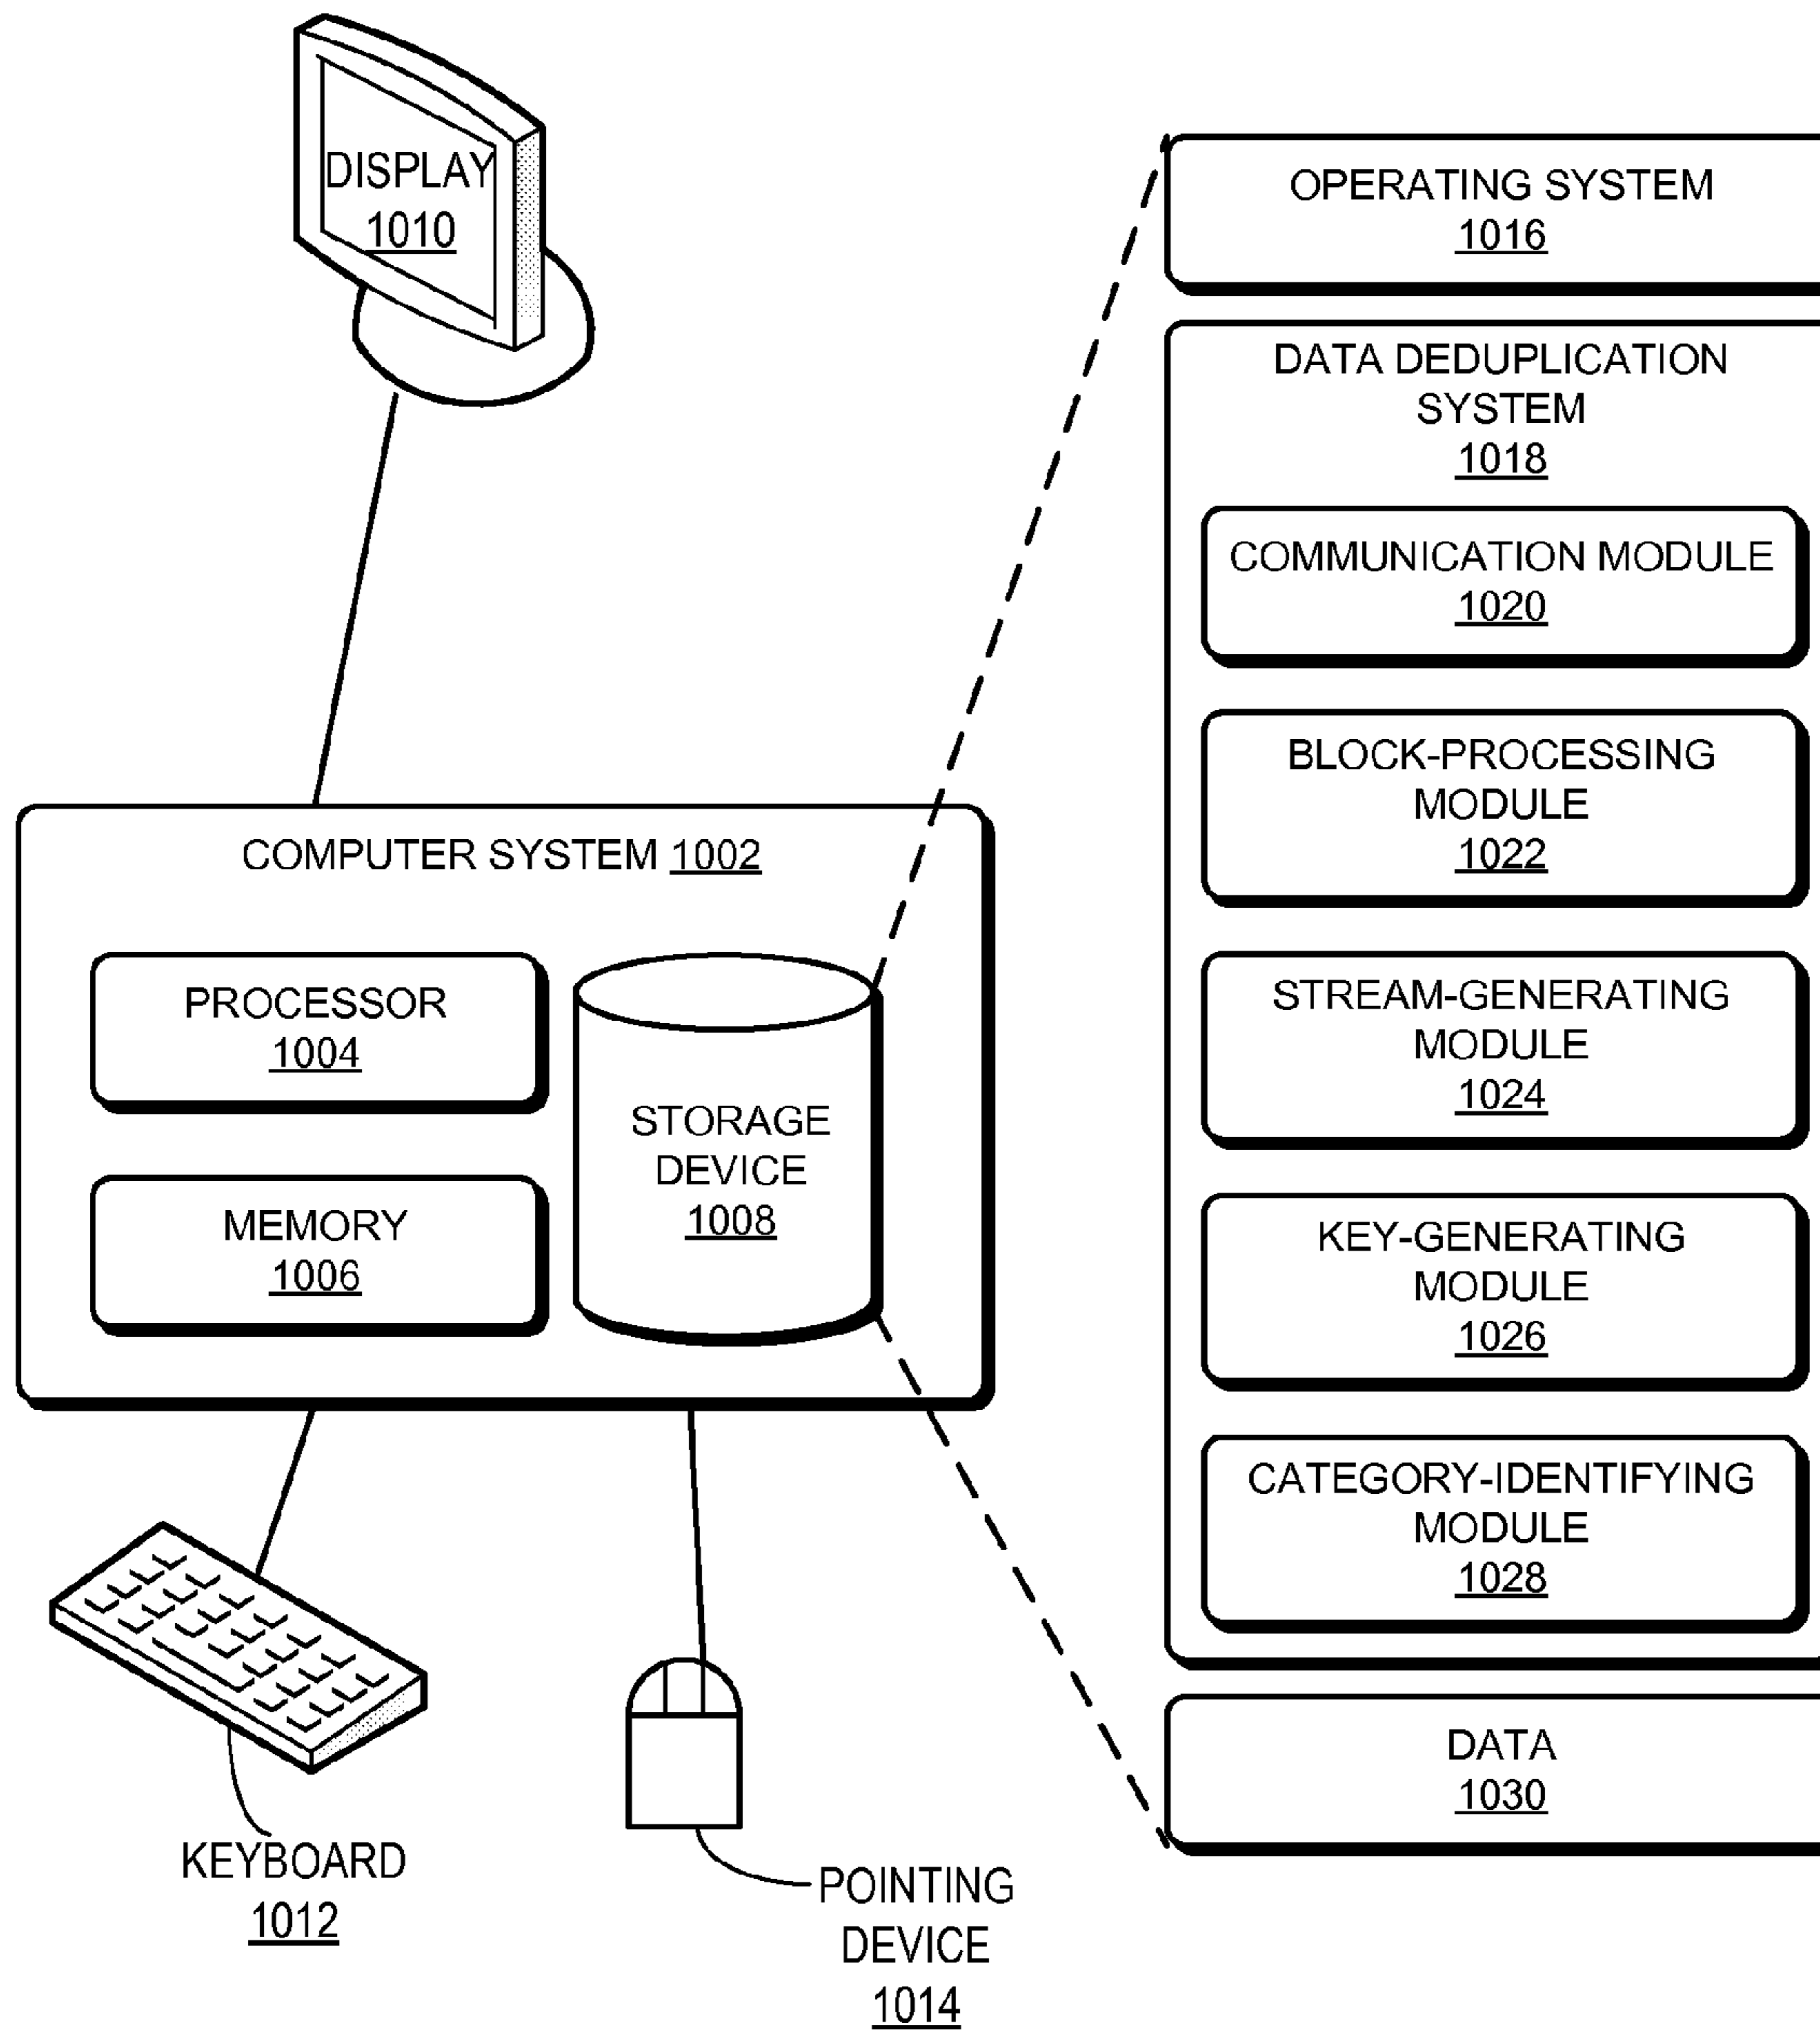 DISPLAY
1010
COMPUTER SYSTEM 1002
PROCESSOR
1004
MEMORY
1006
STORAGE
DEVICE
1008
KEYBOARD
1012
POINTING
DEVICE
1014
OPERATING SYSTEM
1016
DATA DEDUPLICATION
SYSTEM
1018
COMMUNICATION MODULE
1020
BLOCK-PROCESSING
MODULE
1022
STREAM-GENERATING
MODULE
1024
KEY-GENERATING
MODULE
1026
CATEGORY-IDENTIFYING
MODULE
1028
DATA
1030